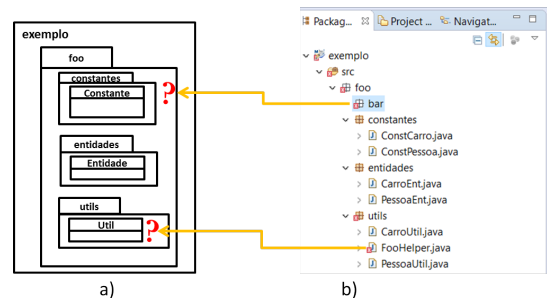 exemplo
foo
constantes
Constante
?
entidades
Entidade
utils
Util
?
a)
Packag...
Project ...
Navigat...
exemplo
src
foo
bar
constantes
ConstCarro.java
ConstPessoa.java
entidades
CarroEnt.java
PessoaEnt.java
utils
CarroUtil.java
FooHelper.java
PessoaUtil.java
b)